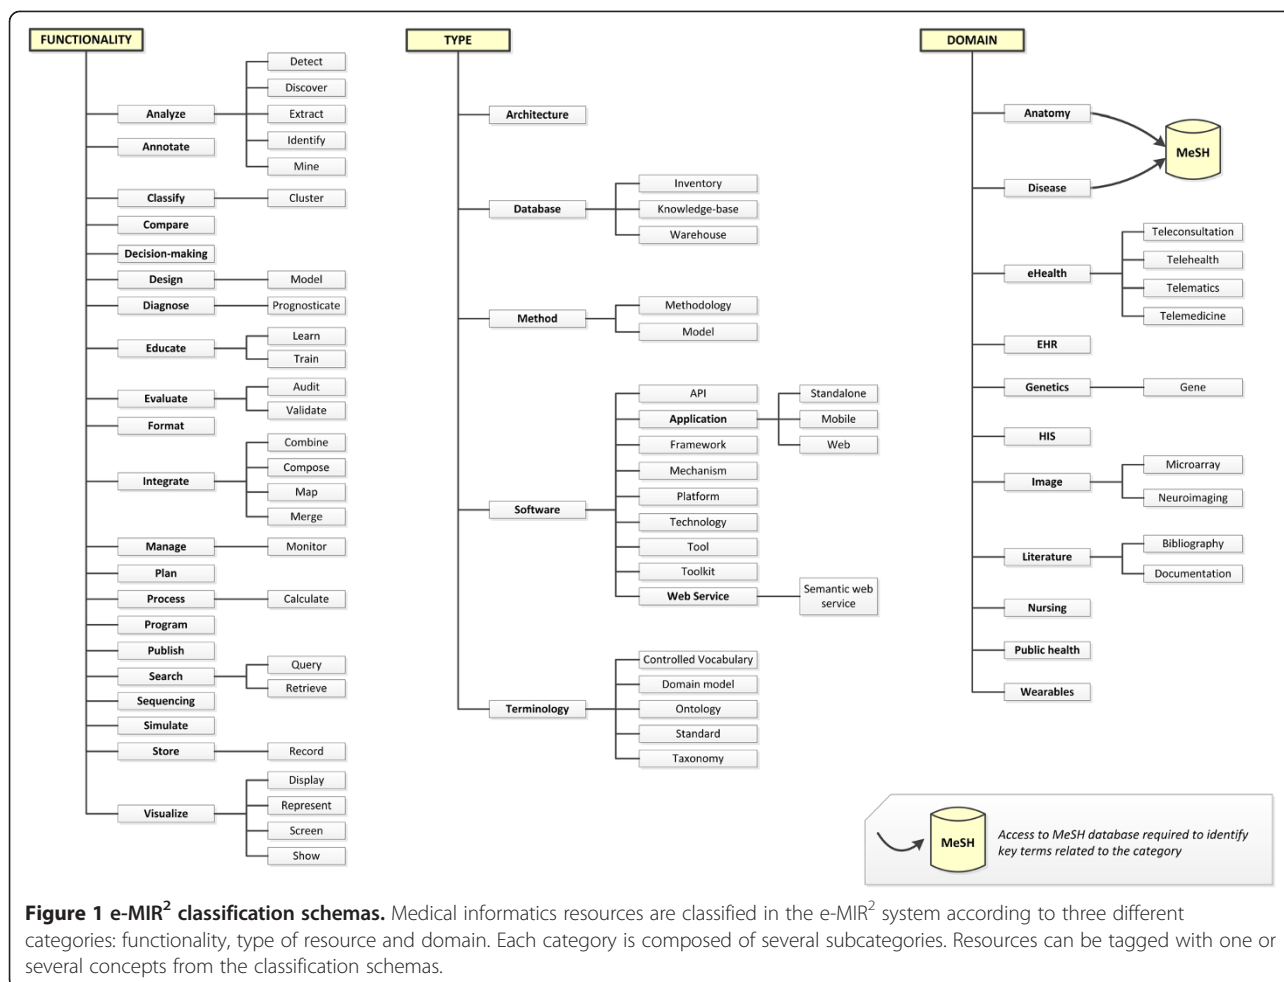 FUNCTIONALITY
Analyze
Detect
Discover
Extract
Identify
Mine
Annotate
Classify
Cluster
Compare
Decision-making
Design
Model
Diagnose
Prognosticate
Educate
Learn
Train
Evaluate
Audit
Validate
Format
Integrate
Combine
Compose
Map
Merge
Manage
Monitor
Plan
Process
Calculate
Program
Publish
Search
Query
Retrieve
Sequencing
Simulate
Store
Record
Visualize
Display
Represent
Screen
Show
TYPE
Architecture
Database
Inventory
Knowledge-base
Warehouse
Method
Methodology
Model
Software
API
Application
Standalone
Mobile
Web
Framework
Mechanism
Platform
Technology
Tool
Toolkit
Web Service
Semantic web
service
Terminology
Controlled Vocabulary
Domain model
Ontology
Standard
Taxonomy
DOMAIN
Anatomy
MeSH
Disease
eHealth
Teleconsultation
Telehealth
Telematics
Telemedicine
EHR
Genetics
Gene
HIS
Image
Microarray
Neuroimaging
Literature
Bibliography
Documentation
Nursing
Public health
Wearables
MeSH
Access to MeSH database required to identify
key terms related to the category
Figure 1 e-MIR² classification schemas. Medical informatics resources are classified in the e-MIR² system according to three different
categories: functionality, type of resource and domain. Each category is composed of several subcategories. Resources can be tagged with one or
several concepts from the classification schemas.